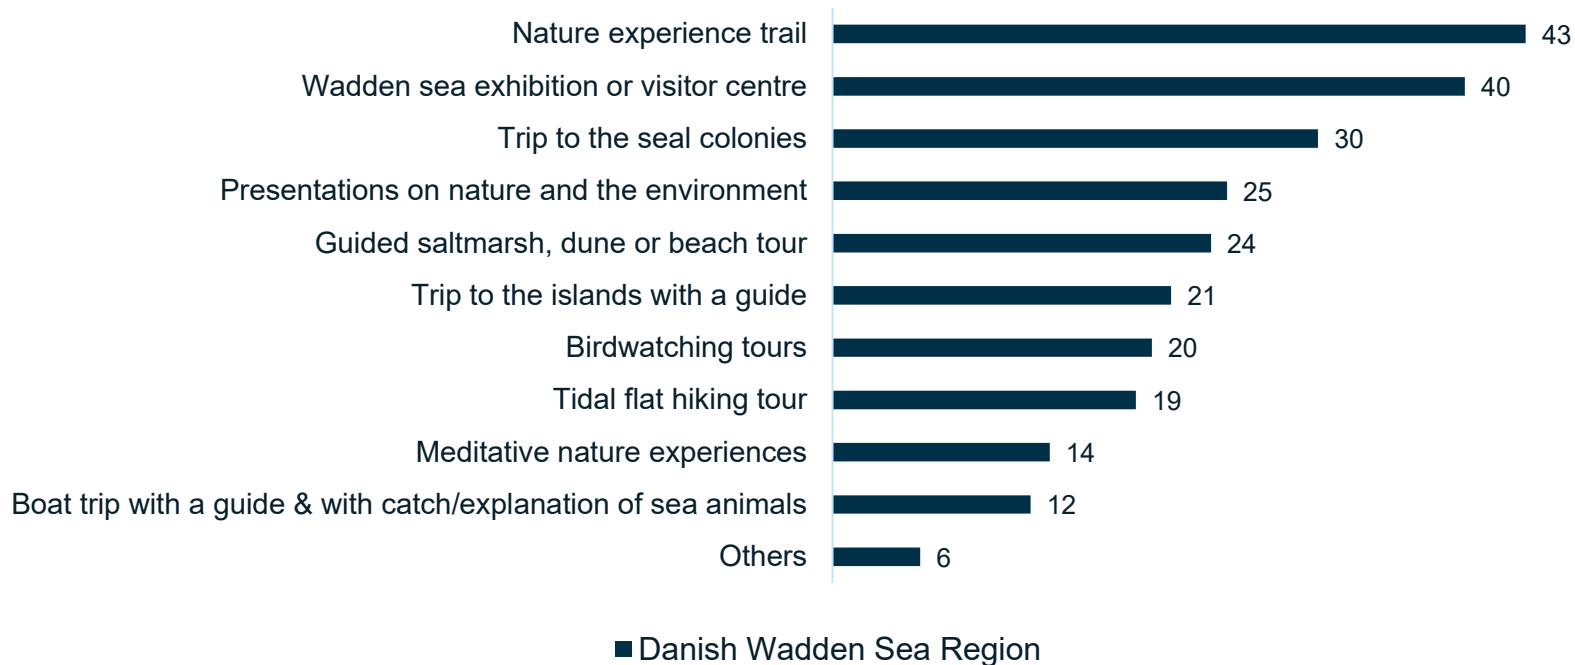 Nature experience trail 43
Wadden sea exhibition or visitor centre 40
Trip to the seal colonies 30
Presentations on nature and the environment 25
Guided saltmarsh, dune or beach tour 24
Trip to the islands with a guide 21
Birdwatching tours 20
Tidal flat hiking tour 19
Meditative nature experiences 14
Boat trip with a guide & with catch/explanation of sea animals 12
Others 6
Danish Wadden Sea Region